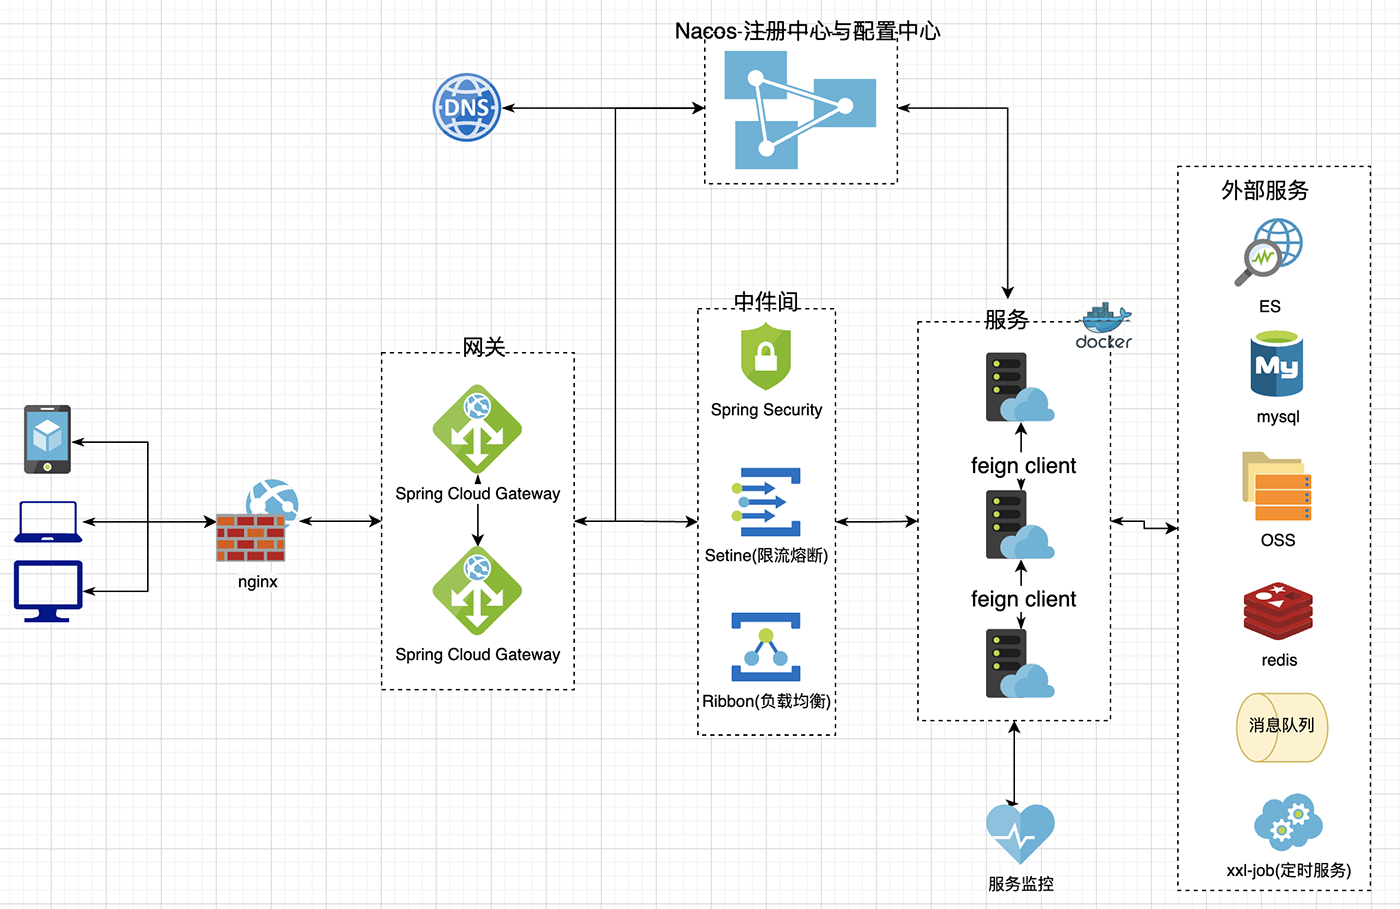 Nacos-注册中心与配置中心
DNS
外部服务
ES
My
mysql
OSS
redis
消息队列
xxl-job(定时服务)
中件间
Spring Security
Setine(限流熔断)
Ribbon(负载均衡)
服务
docker
feign client
feign client
服务监控
网关
Spring Cloud Gateway
Spring Cloud Gateway
nginx